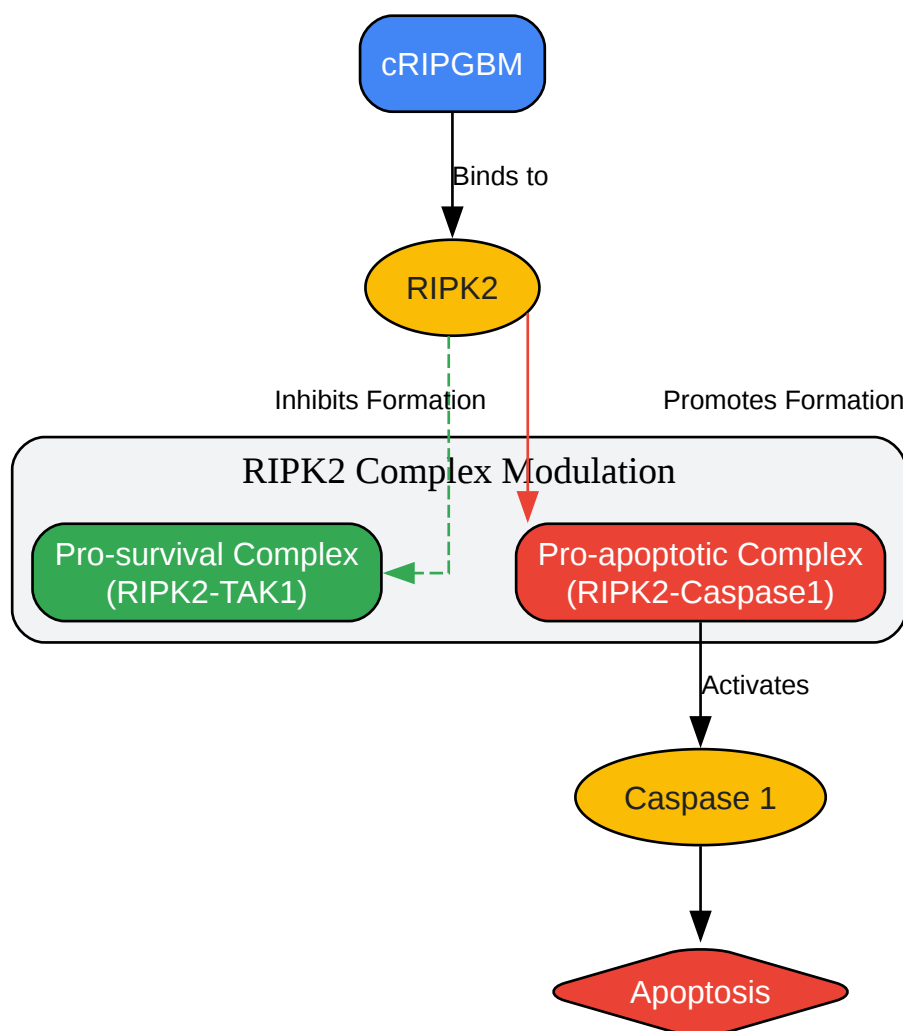 cRIPGBM
Binds to
RIPK2
Inhibits Formation
Promotes Formation
RIPK2 Complex Modulation
Pro-survival Complex
(RIPK2-TAK1)
Pro-apoptotic Complex
(RIPK2-Caspase1)
Activates
Caspase 1
Apoptosis